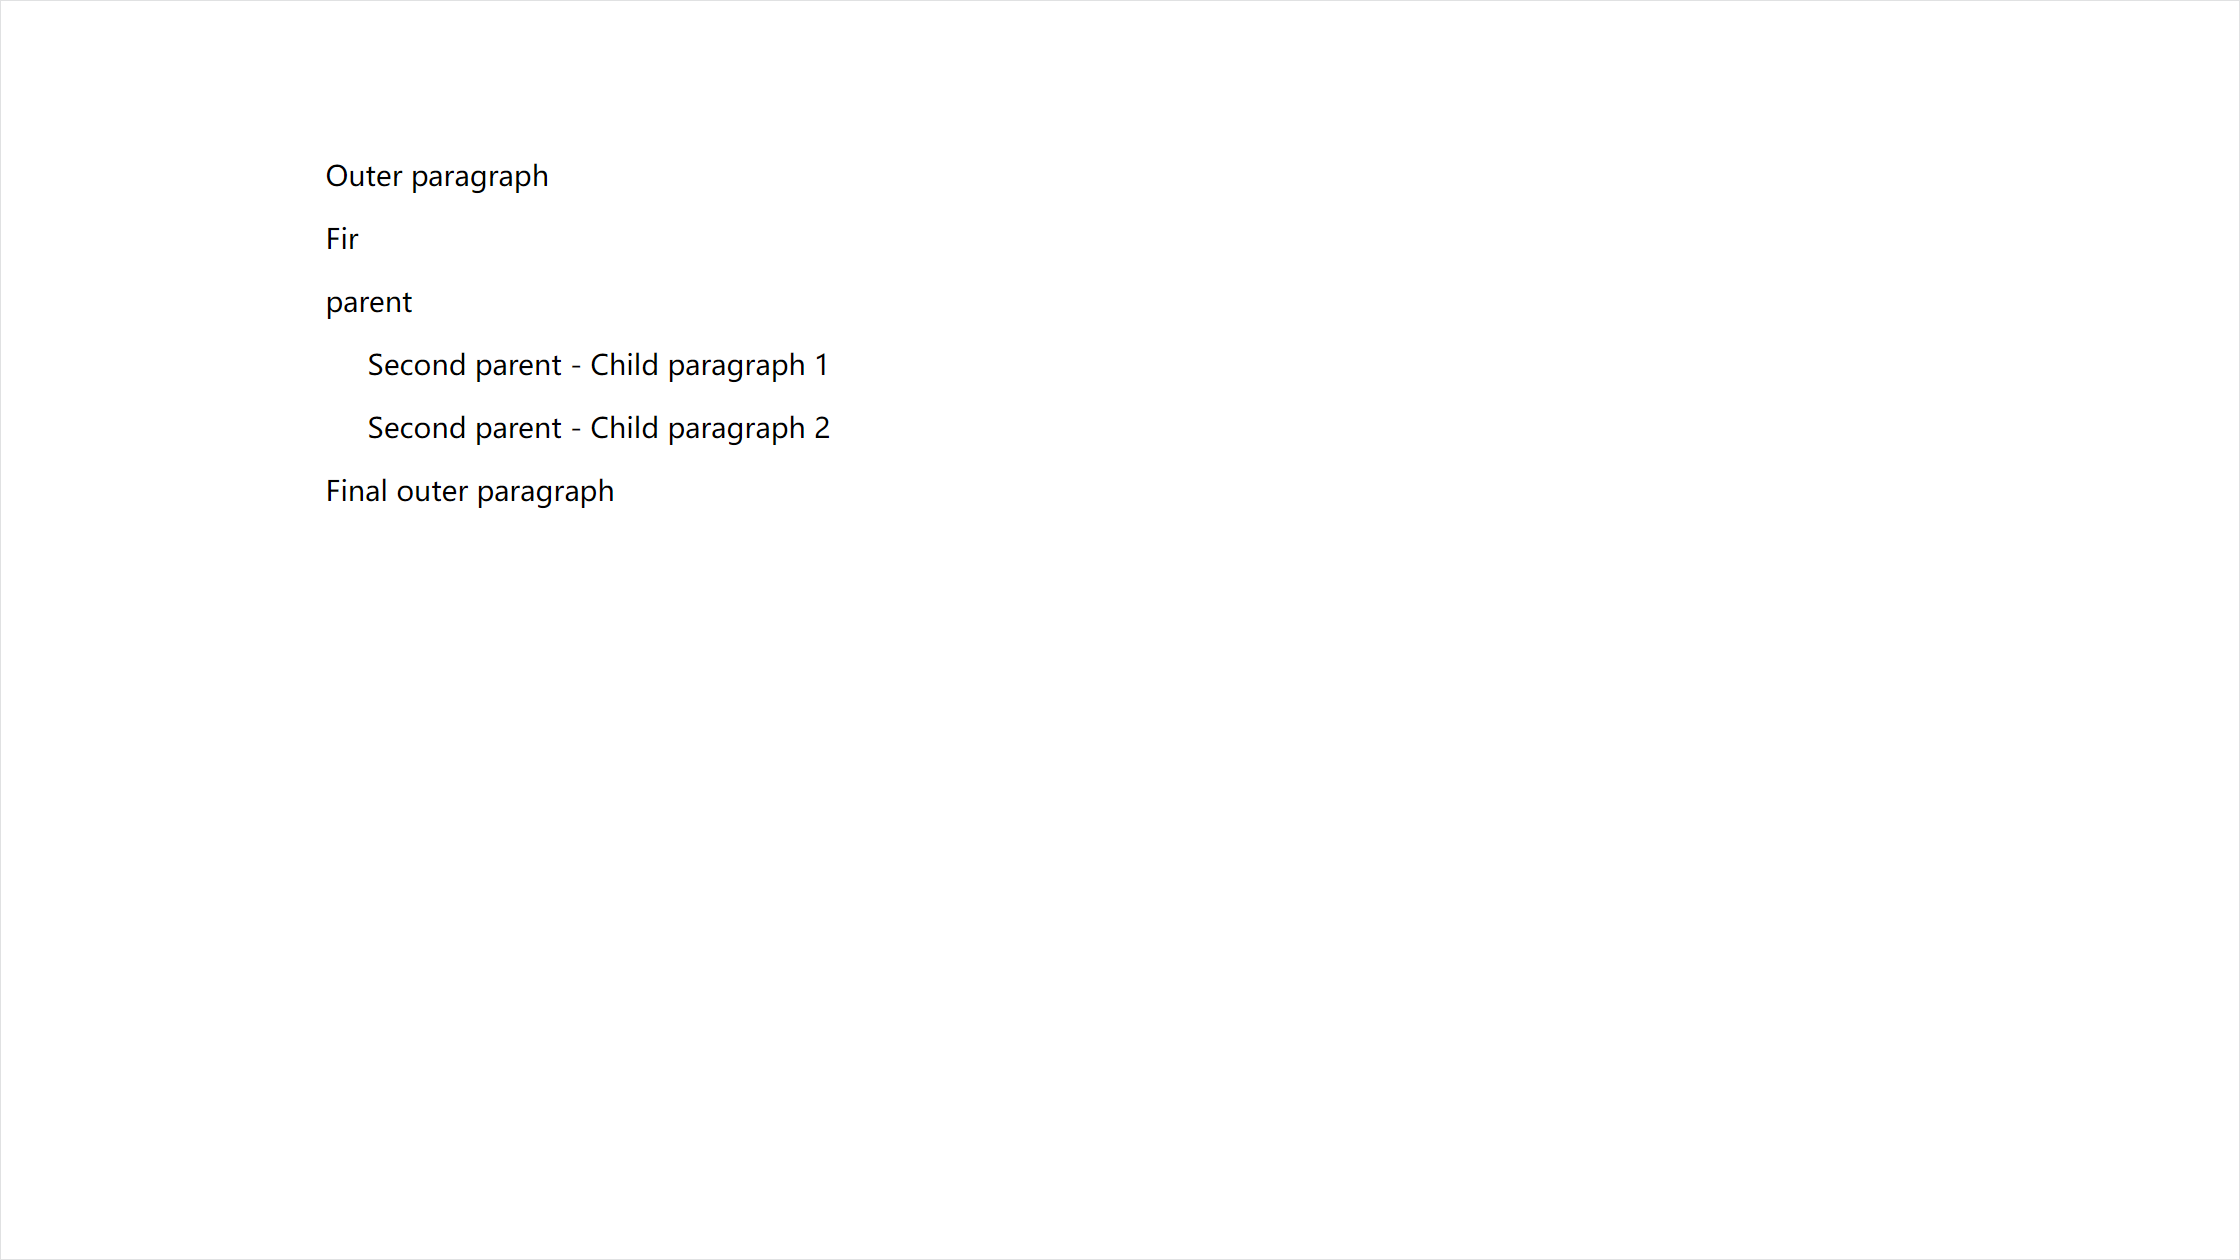 Outer paragraph
Fir
parent
Second parent - Child paragraph 1
Second parent - Child paragraph 2
Final outer paragraph